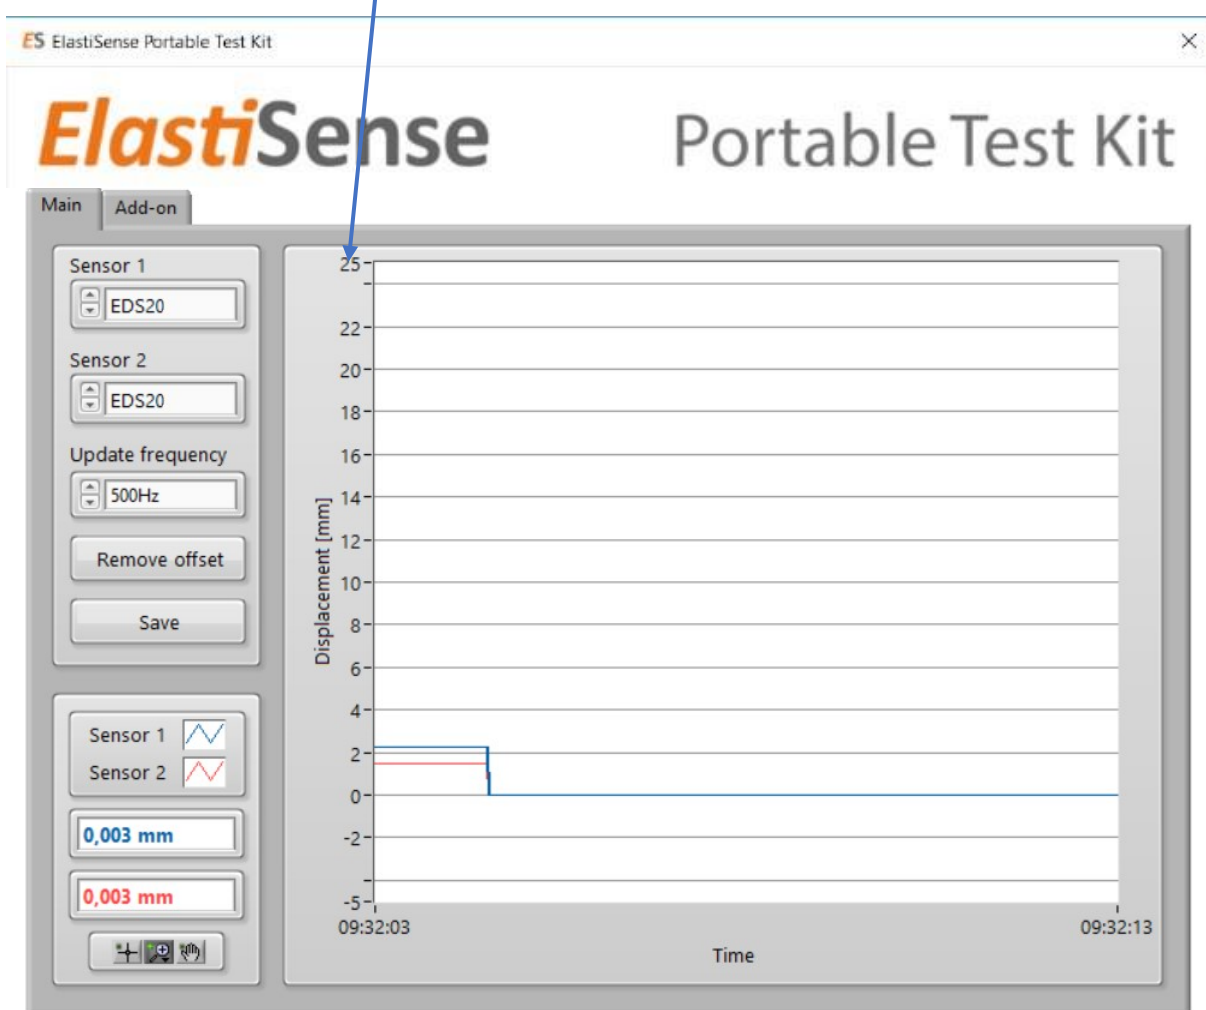 ES ElastiSense Portable Test Kit
ElastiSense
Portable Test Kit
Main
Add-on
Sensor 1
EDS20
Sensor 2
EDS20
Update frequency
500Hz
Remove offset
Save
Sensor 1
Sensor 2
0,003 mm
0,003 mm
Displacement [mm]
25
22
20
18
16
14
12
10
8
6
4
2
0
-2
-5
09:32:03
09:32:13
Time